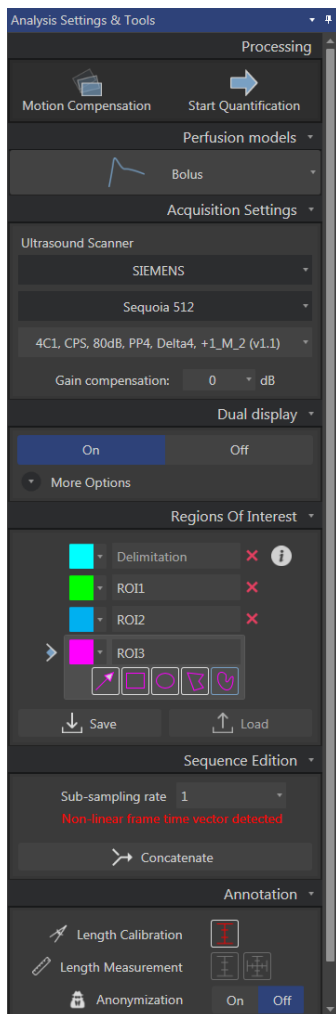 Analysis Settings & Tools
Processing
Motion Compensation
Start Quantification
Perfusion models
Bolus
Acquisition Settings
Ultrasound Scanner
SIEMENS
Sequoia 512
4C1, CPS, 80dB, PP4, Delta4, +1_M_2 (v1.1)
Gain compensation: 0 dB
Dual display
On Off
More Options
Regions Of Interest
Delimitation
ROI1
ROI2
ROI3
Save Load
Sequence Edition
Sub-sampling rate 1
Non-linear frame time vector detected
Concatenate
Annotation
Length Calibration
Length Measurement
Anonymization On Off